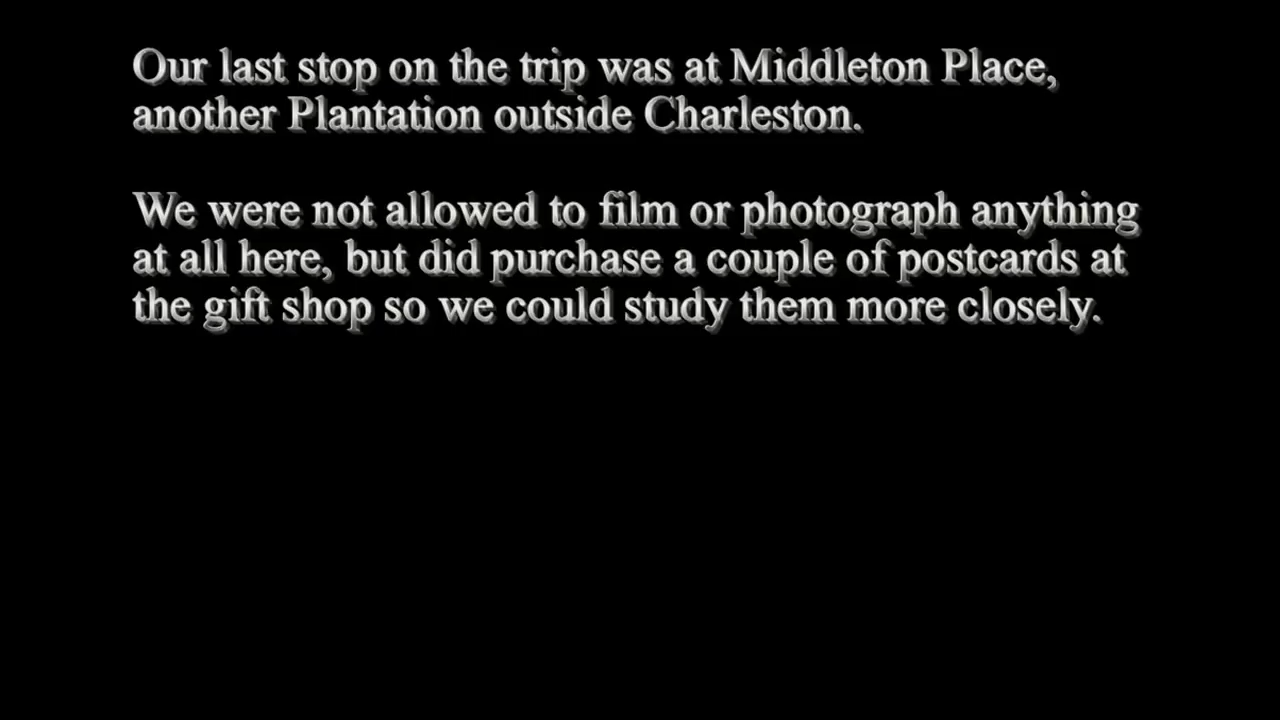 Our last stop on the trip was at Middleton Place,
another Plantation outside Charleston.
We were not allowed to film or photograph anything
at all here, but did purchase a couple of postcards at
the gift shop so we could study them more closely.